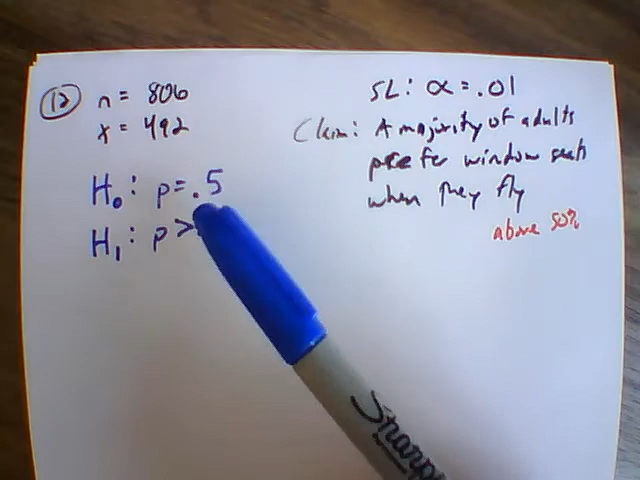 12 n = 806
x = 492
SL: α = .01
Claim: A majority of adults
prefer window seats
when they fly
above 50%
H₀: p = .5
H₁: p > .
Sharp